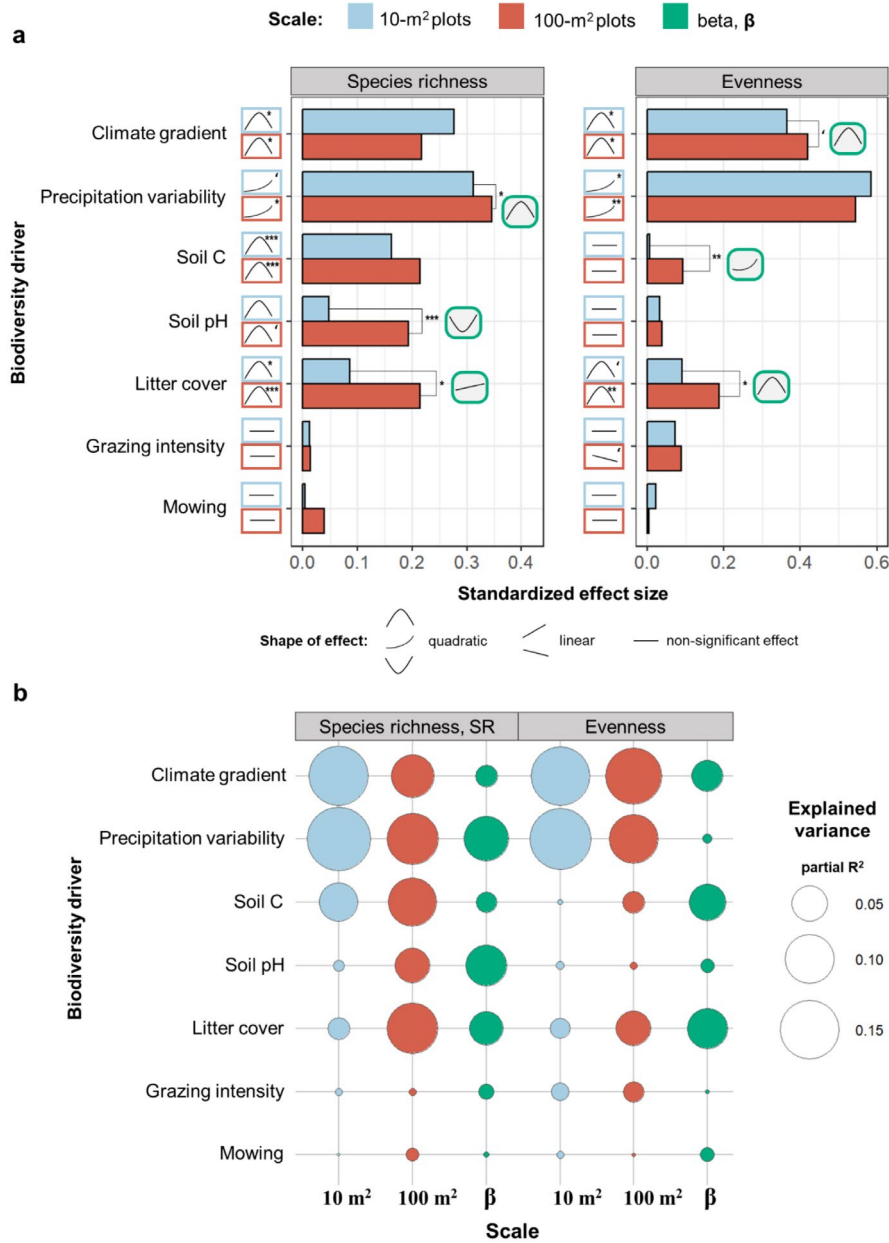 Scale: 10-m² plots 100-m² plots beta, β
a
Species richness Evenness
Climate gradient
* * * * ‘
Precipitation variability
‘ * * * **
Soil C
*** *** **
Soil pH
‘ ***
Litter cover
* *** * ‘ ** *
Grazing intensity
‘
Mowing
Biodiversity driver
0.0 0.1 0.2 0.3 0.4 0.0 0.2 0.4 0.6
Standardized effect size
Shape of effect: quadratic linear non-significant effect
b
Species richness, SR Evenness
Climate gradient
Precipitation variability
Soil C
Soil pH
Litter cover
Grazing intensity
Mowing
Biodiversity driver
10 m² 100 m² β 10 m² 100 m² β
Scale
Explained
variance
partial R²
0.05
0.10
0.15